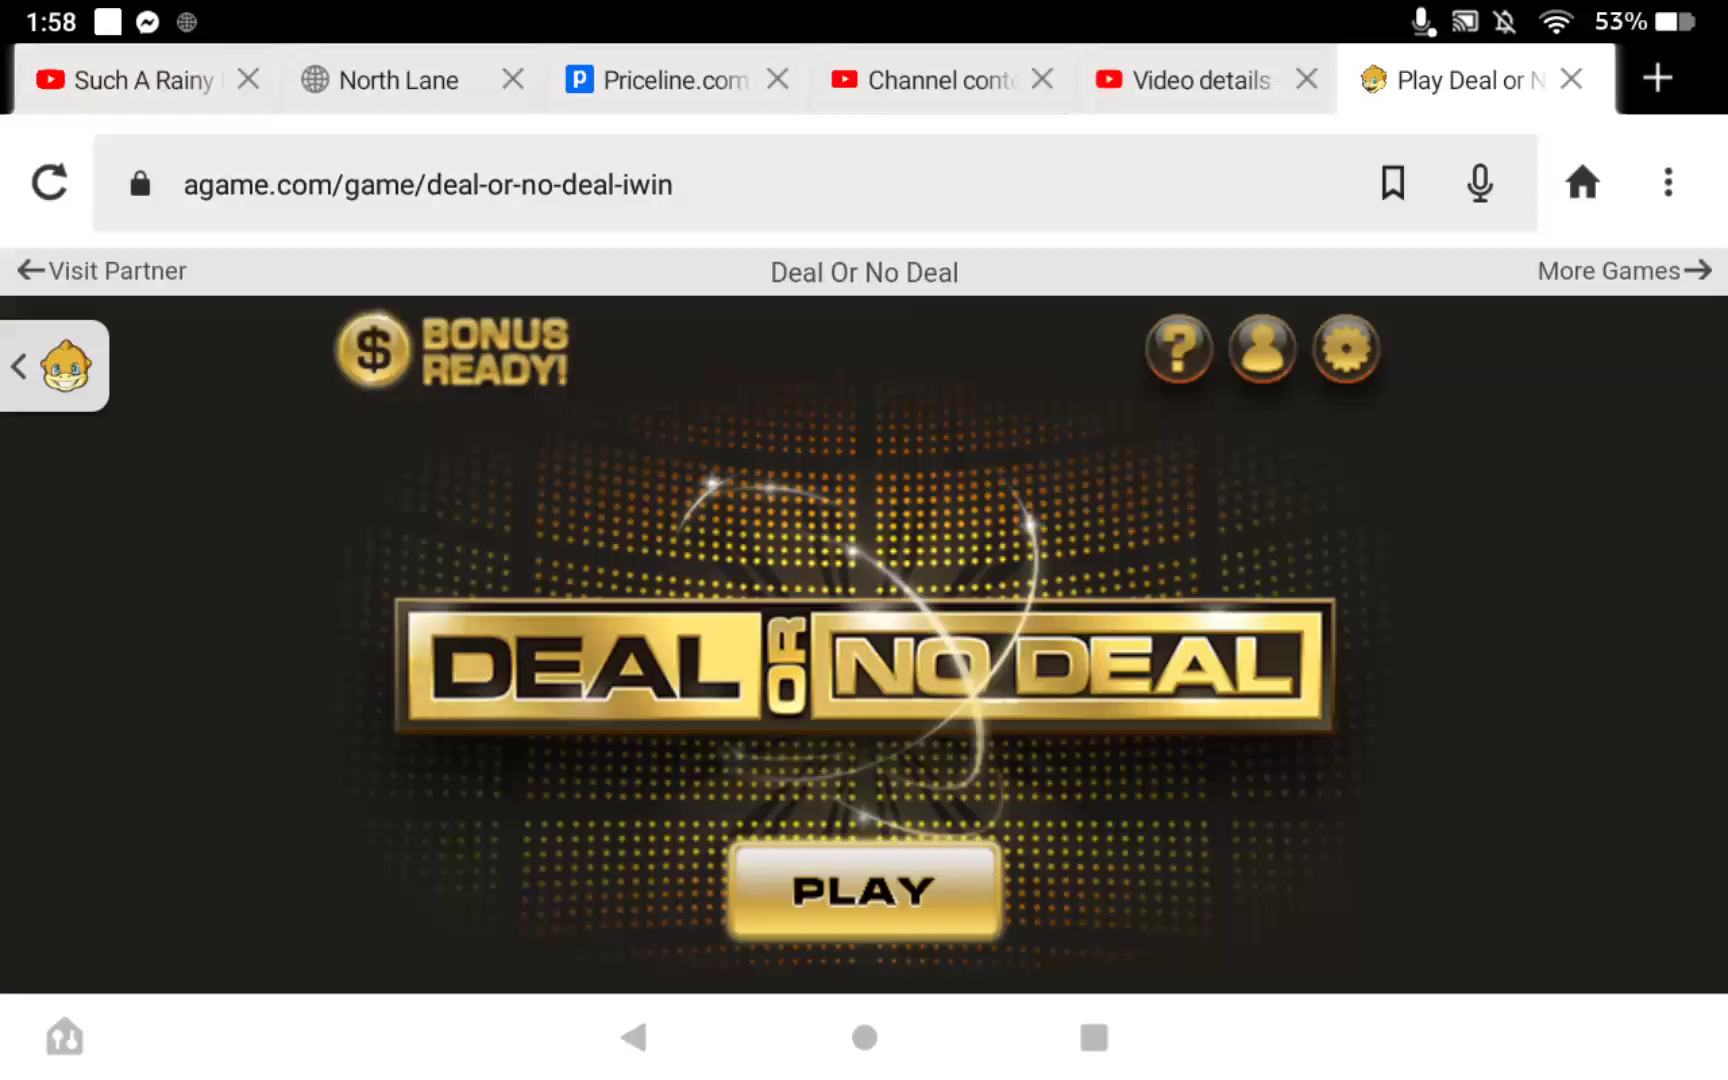 1:58
53%
Such A Rainy
North Lane
Priceline.com
Channel cont
Video details
Play Deal or N
agame.com/game/deal-or-no-deal-iwin
Visit Partner
Deal Or No Deal
More Games
$ BONUS
READY!
?
DEAL OR NO DEAL
PLAY